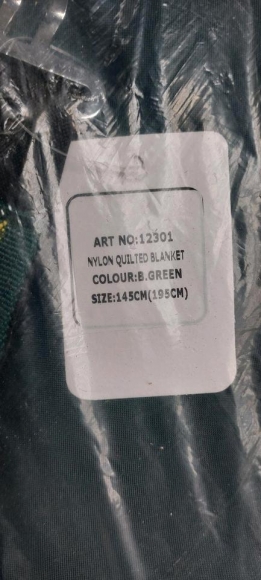 ART NO:12301
NYLON QUILTED BLANKET
COLOUR:B.GREEN
SIZE:145CM(195CM)